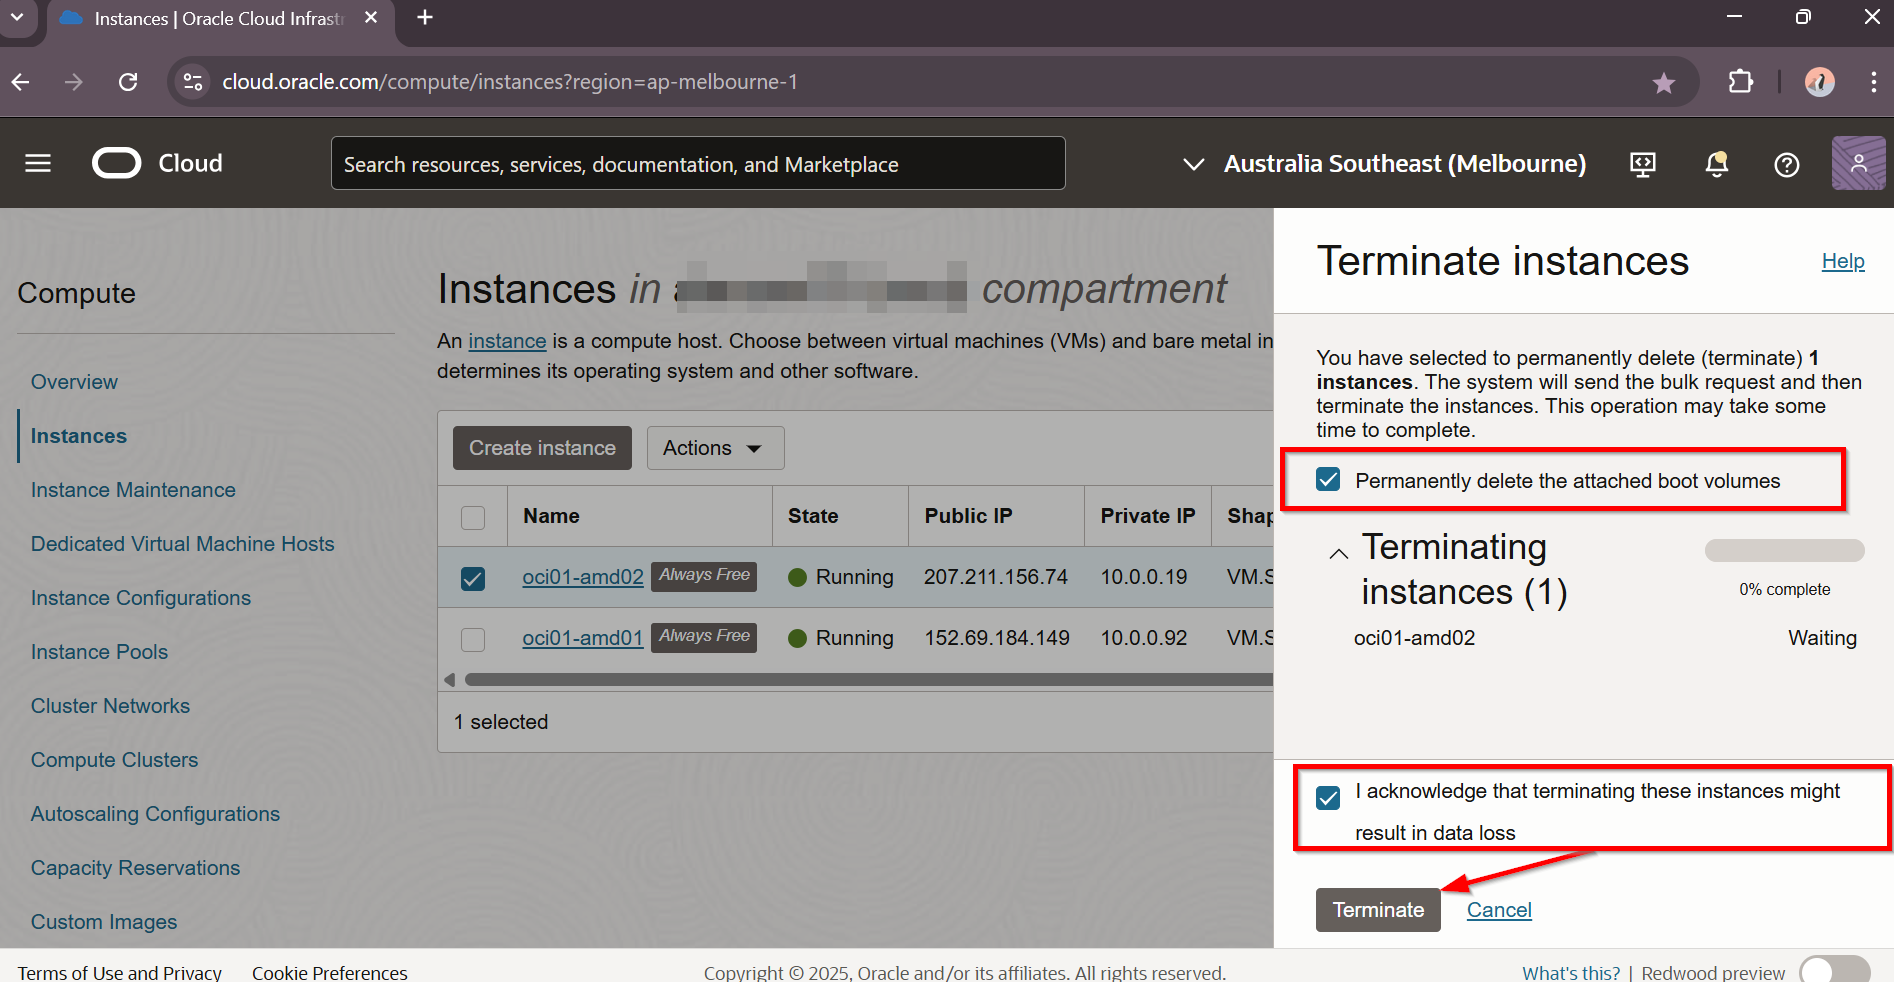 Instances | Oracle Cloud Infrastr
cloud.oracle.com/compute/instances?region=ap-melbourne-1
Cloud
Search resources, services, documentation, and Marketplace
Australia Southeast (Melbourne)
Compute
Overview
Instances
Instance Maintenance
Dedicated Virtual Machine Hosts
Instance Configurations
Instance Pools
Cluster Networks
Compute Clusters
Autoscaling Configurations
Capacity Reservations
Custom Images
Instances in compartment
An instance is a compute host. Choose between virtual machines (VMs) and bare metal in
determines its operating system and other software.
Create instance Actions
Name State Public IP Private IP Shap
oci01-amd02 Always Free Running 207.211.156.74 10.0.0.19 VM.S
oci01-amd01 Always Free Running 152.69.184.149 10.0.0.92 VM.S
1 selected
Terminate instances Help
You have selected to permanently delete (terminate) 1
instances. The system will send the bulk request and then
terminate the instances. This operation may take some
time to complete.
Permanently delete the attached boot volumes
Terminating
instances (1)
0% complete
oci01-amd02 Waiting
I acknowledge that terminating these instances might
result in data loss
Terminate Cancel
Terms of Use and Privacy Cookie Preferences Copyright © 2025, Oracle and/or its affiliates. All rights reserved. What's this? | Redwood preview